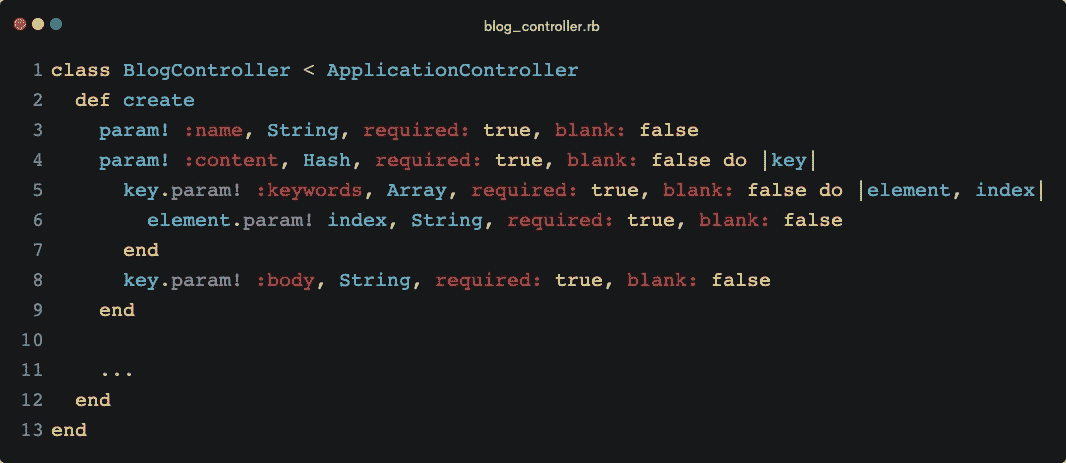 blog_controller.rb
1 class BlogController < ApplicationController
2   def create
3     param! :name, String, required: true, blank: false
4     param! :content, Hash, required: true, blank: false do |key|
5       key.param! :keywords, Array, required: true, blank: false do |element, index|
6         element.param! index, String, required: true, blank: false
7       end
8       key.param! :body, String, required: true, blank: false
9     end
10
11     ...
12   end
13 end